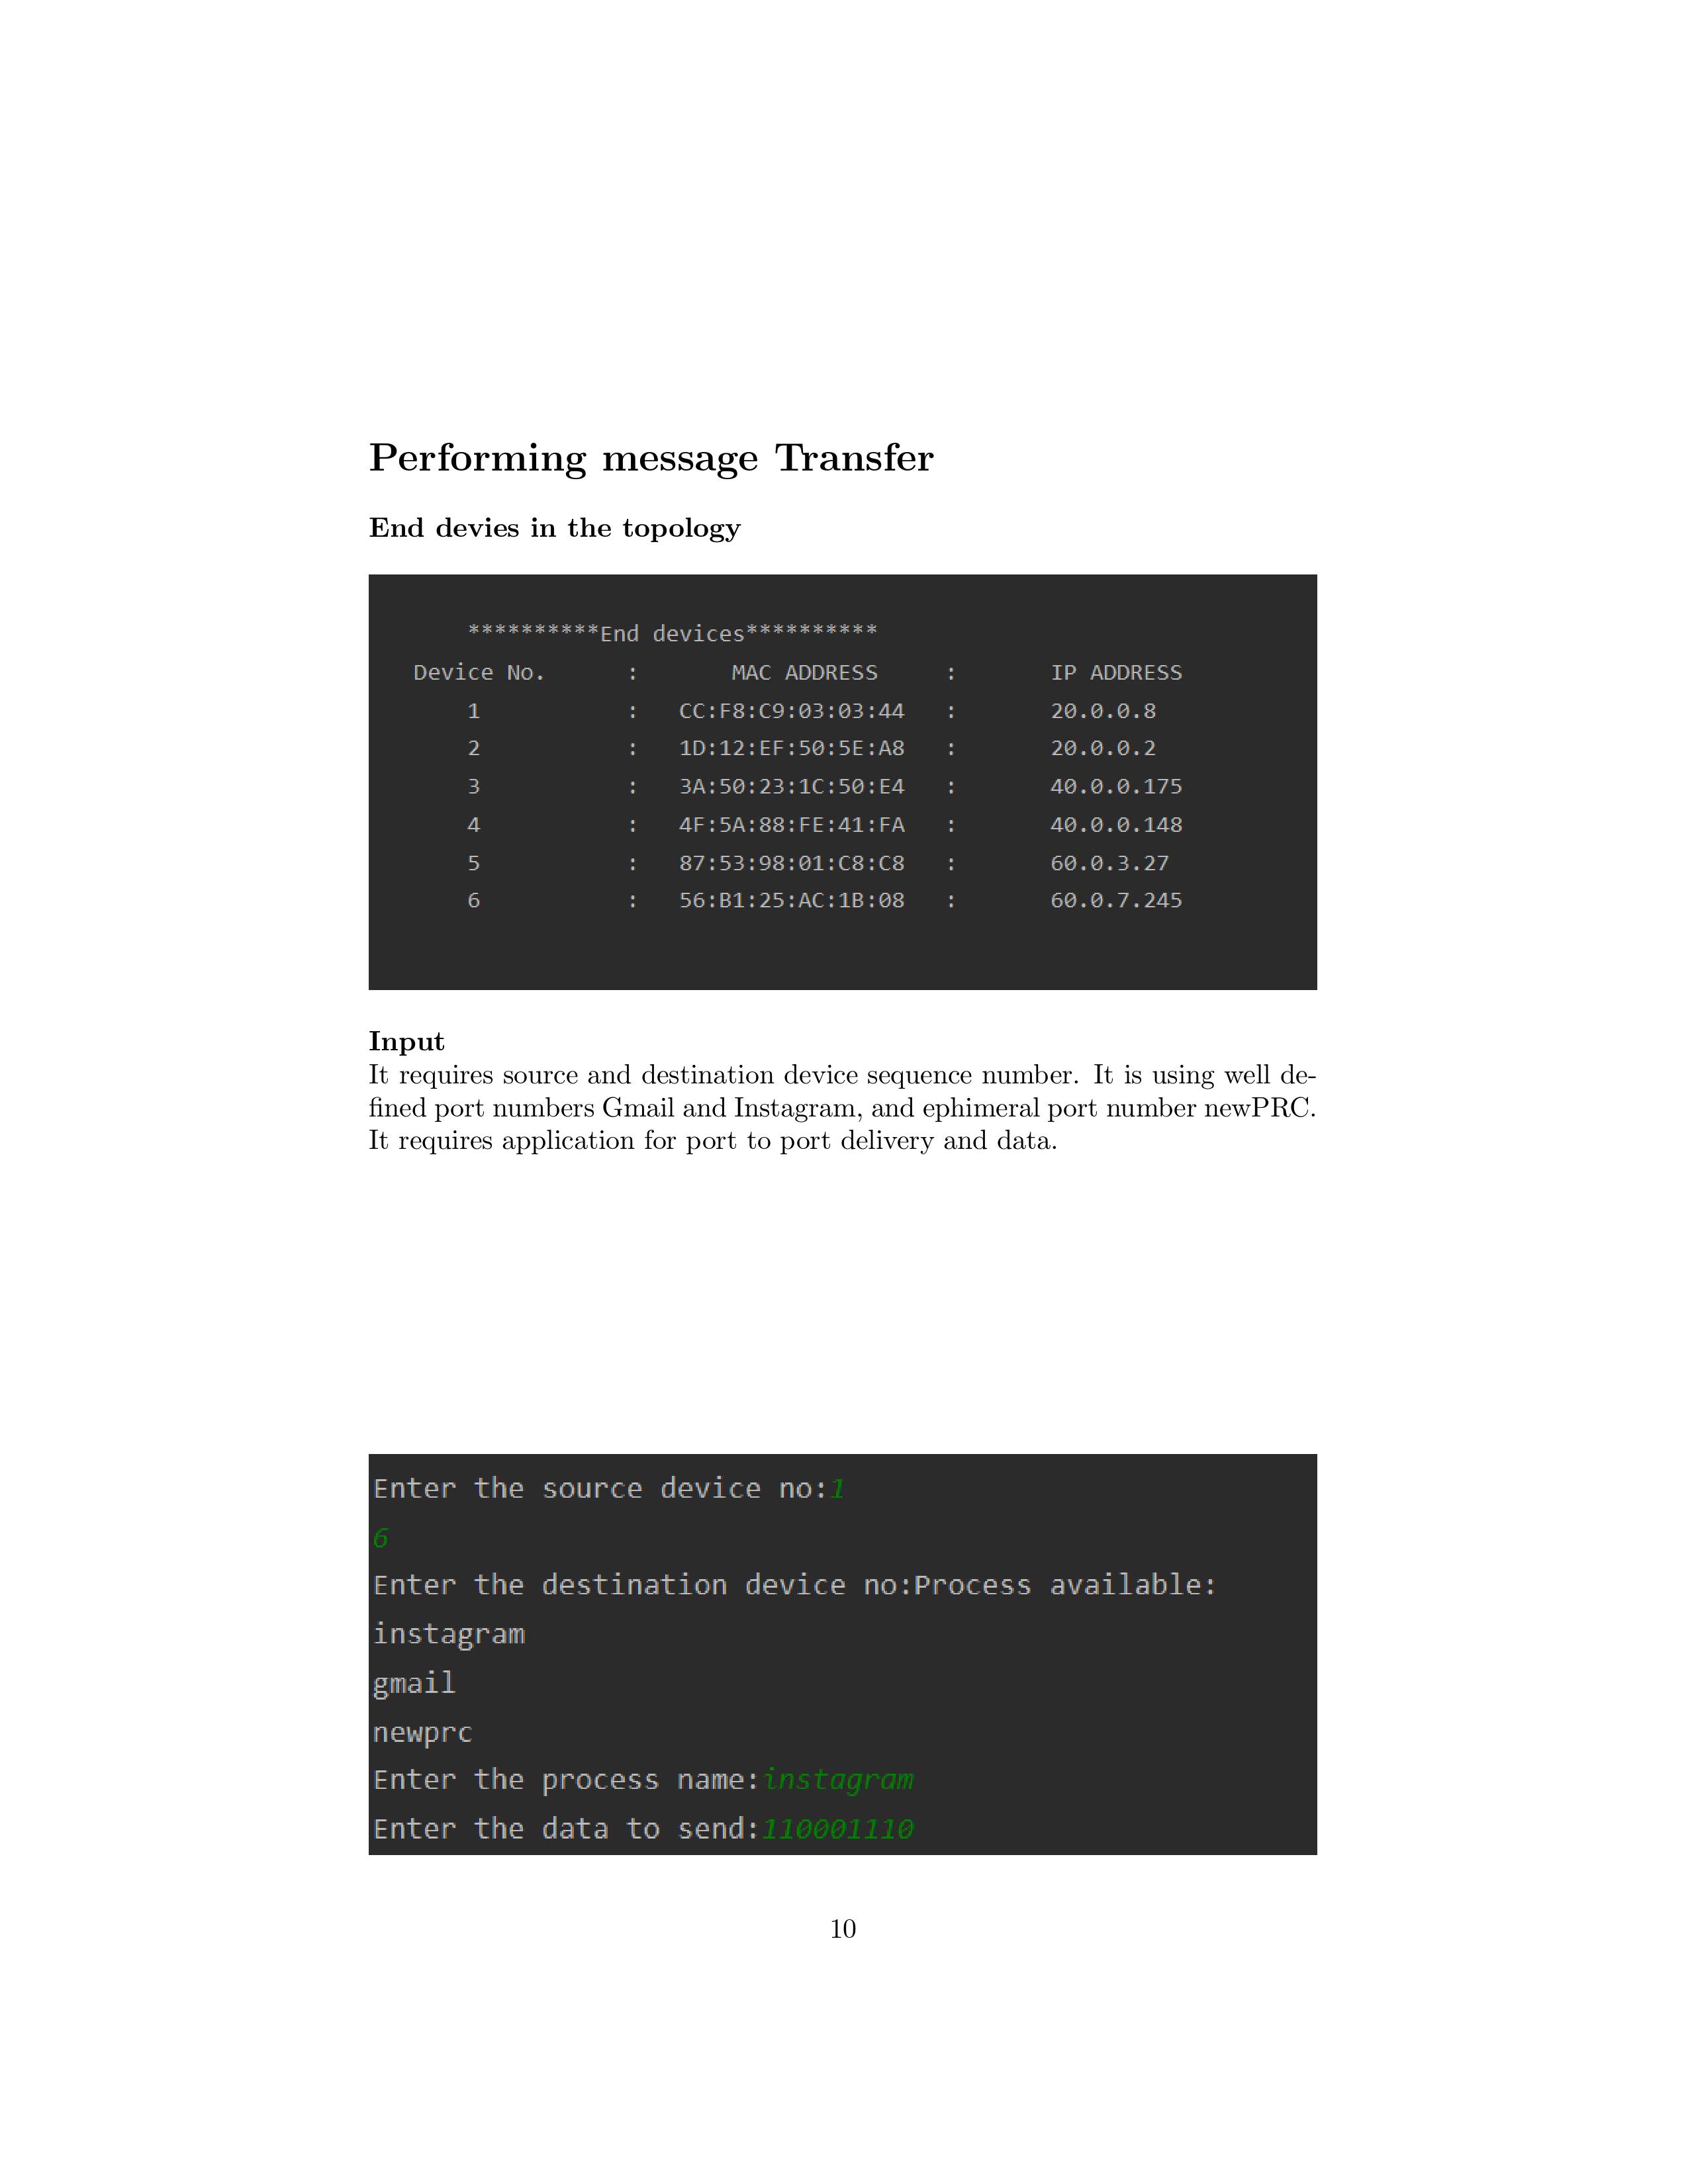 Performing message Transfer
End devies in the topology
**********End devices**********
Device No. : MAC ADDRESS : IP ADDRESS
1 : CC:F8:C9:03:03:44 : 20.0.0.8
2 : 1D:12:EF:50:5E:A8 : 20.0.0.2
3 : 3A:50:23:1C:50:E4 : 40.0.0.175
4 : 4F:5A:88:FE:41:FA : 40.0.0.148
5 : 87:53:98:01:C8:C8 : 60.0.3.27
6 : 56:B1:25:AC:1B:08 : 60.0.7.245
Input
It requires source and destination device sequence number. It is using well de-
fined port numbers Gmail and Instagram, and ephimeral port number newPRC.
It requires application for port to port delivery and data.
Enter the source device no:1
6
Enter the destination device no:Process available:
instagram
gmail
newprc
Enter the process name:instagram
Enter the data to send:110001110
10